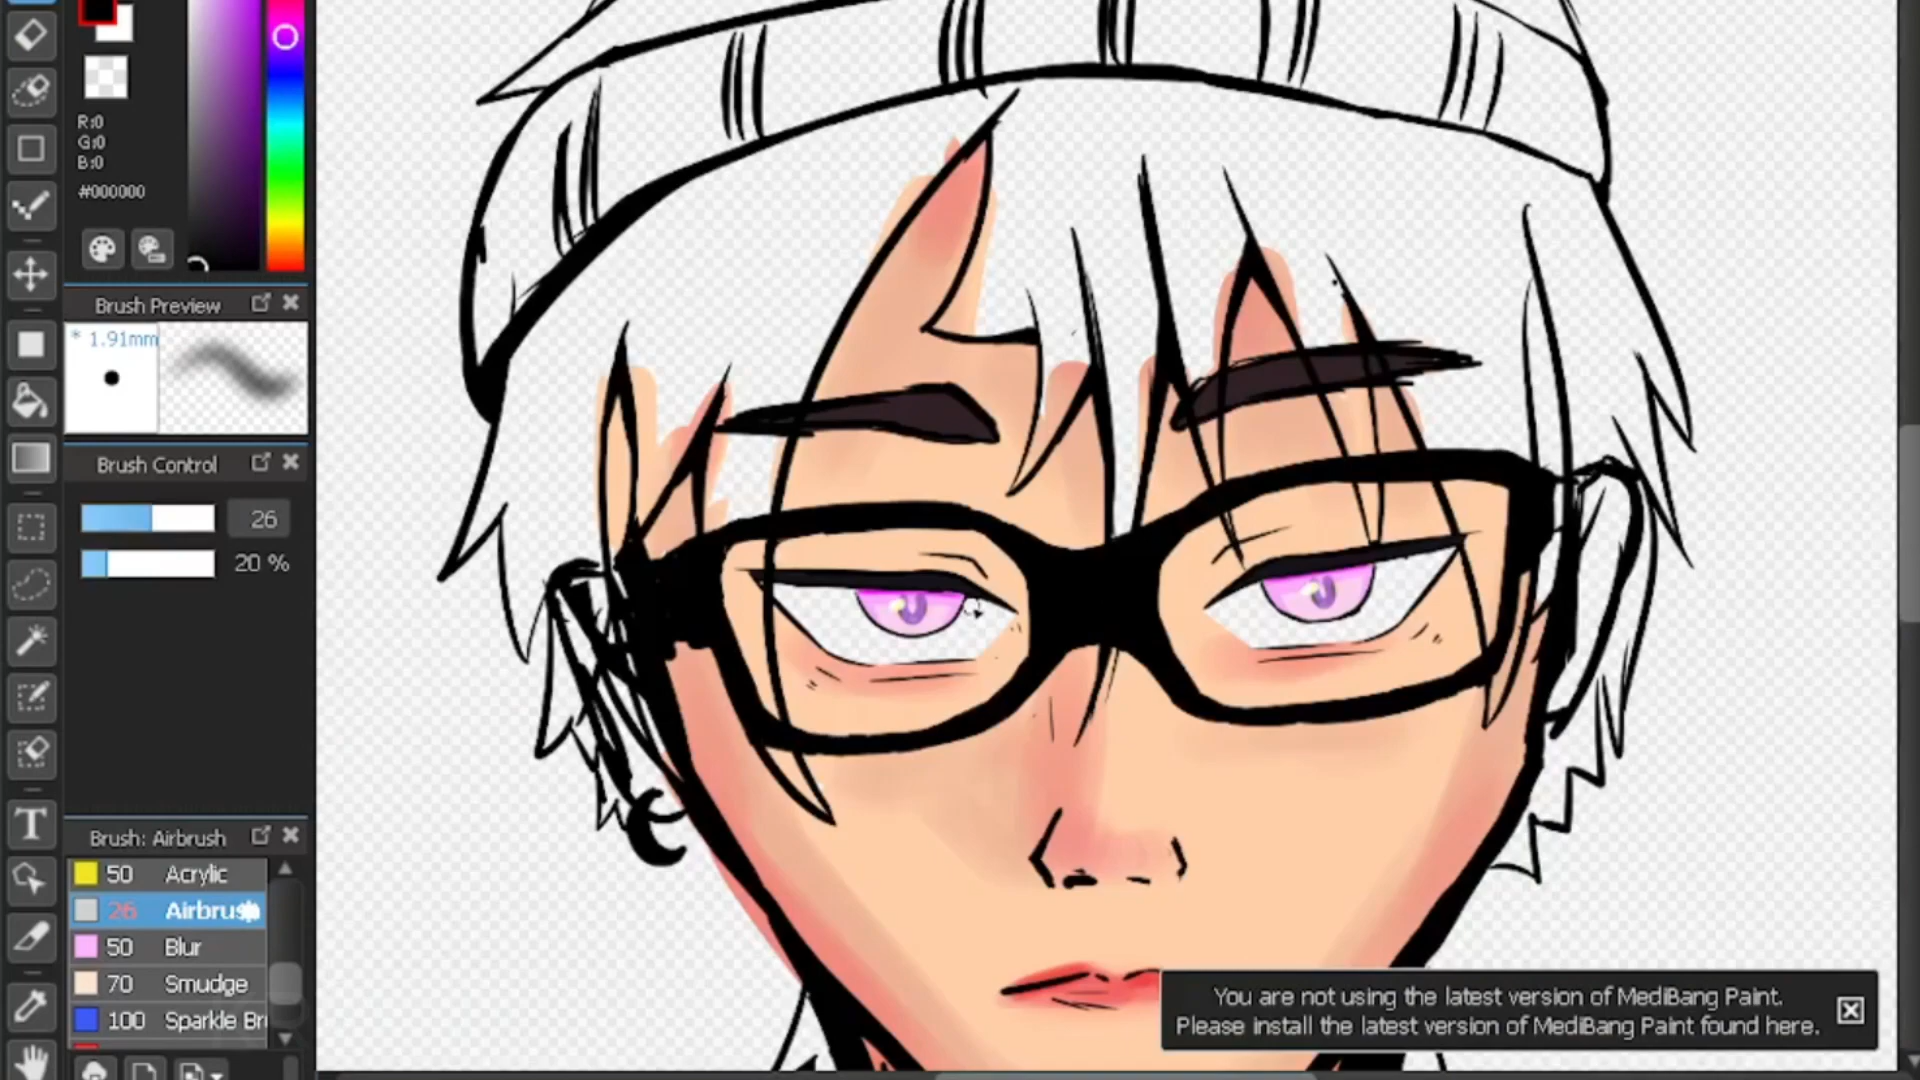 R:0
G:0
B:0
#000000
Brush Preview
* 1.91mm
Brush Control
26
20 %
T
Brush: Airbrush
50 Acrylic
26 Airbrush
50 Blur
70 Smudge
100 Sparkle Br
You are not using the latest version of MediBang Paint.
Please install the latest version of MediBang Paint found here.